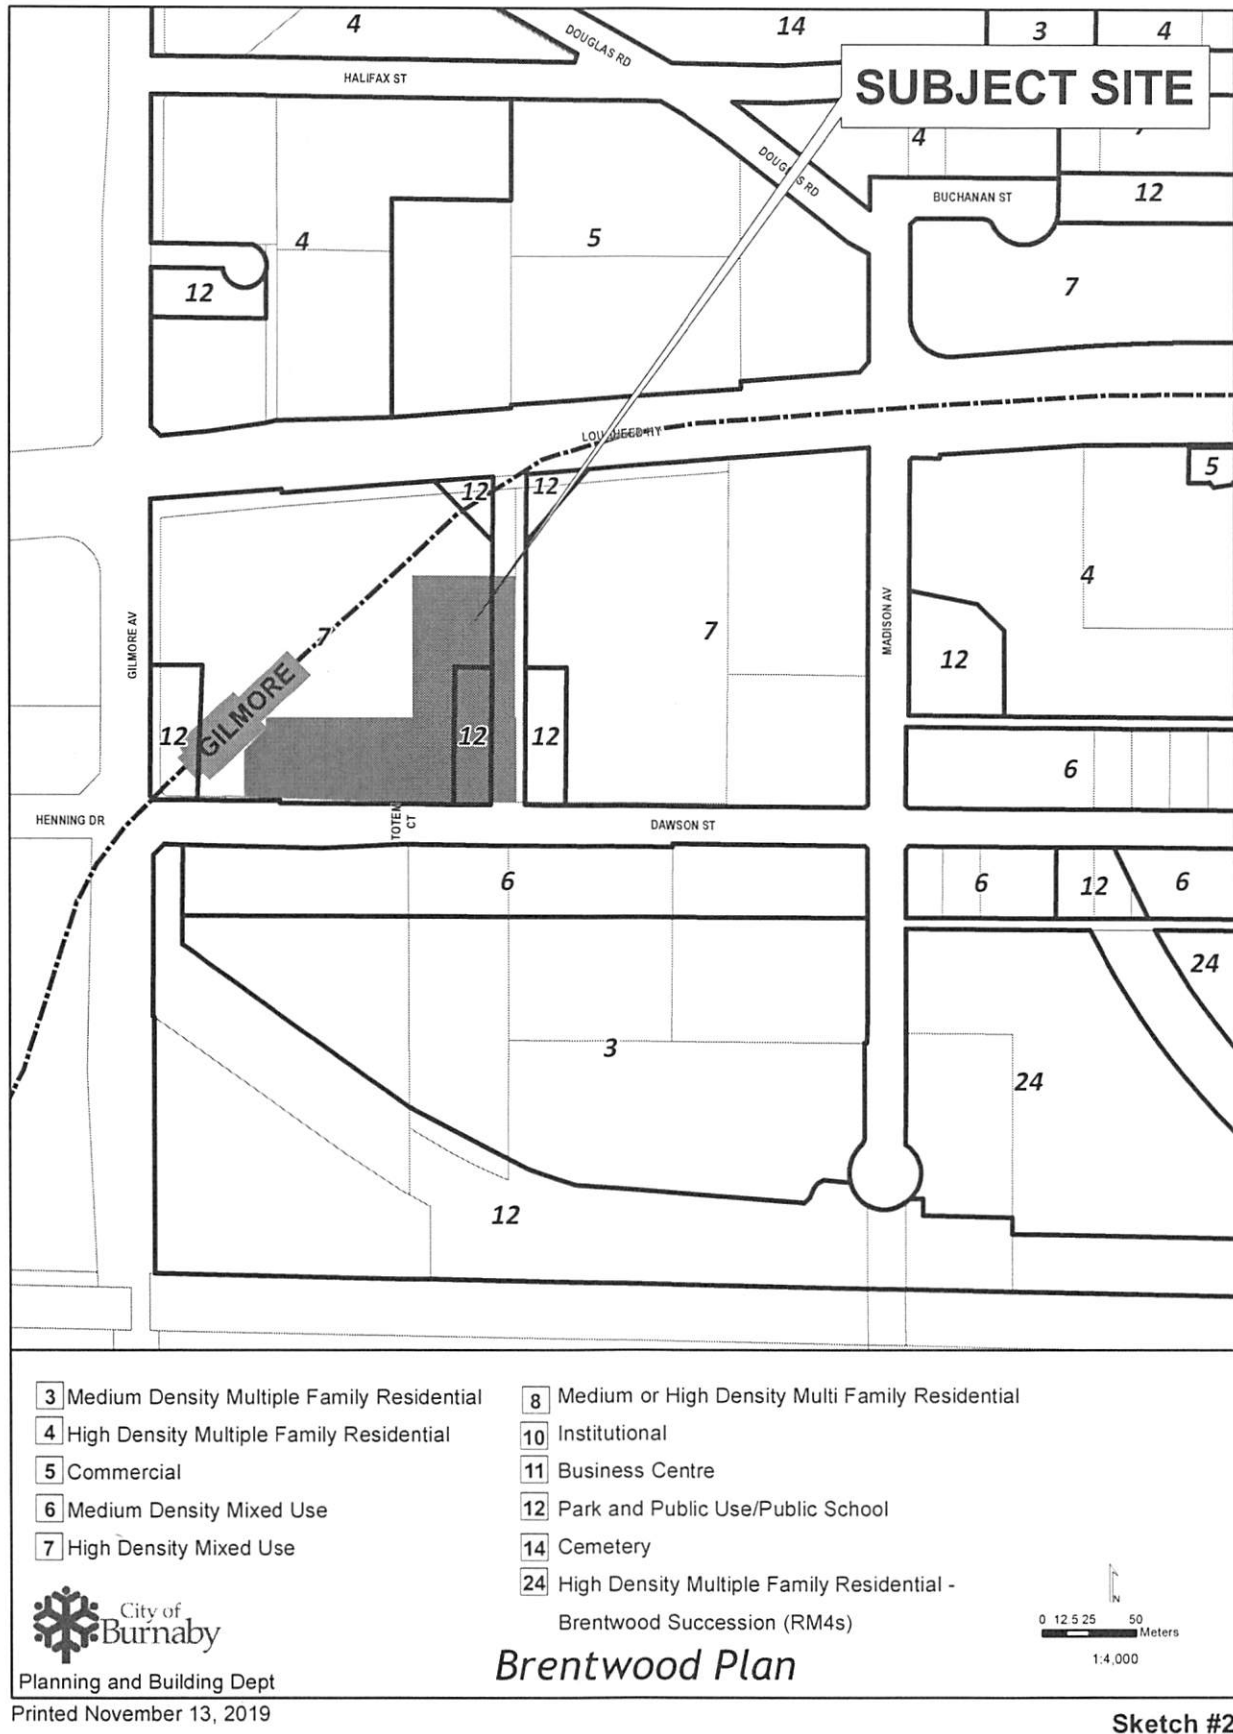 4
DOUGLAS RD
14
3
4
HALIFAX ST
SUBJECT SITE
4
DOUGLAS RD
BUCHANAN ST
12
4
5
12
7
LOUGHEED HY
12
12
5
4
GILMORE AV
7
7
MADISON AV
12
GILMORE
12
12
12
6
HENNING DR
TOTEM
CT
DAWSON ST
6
6
12
6
24
3
24
12
3 Medium Density Multiple Family Residential
4 High Density Multiple Family Residential
5 Commercial
6 Medium Density Mixed Use
7 High Density Mixed Use
8 Medium or High Density Multi Family Residential
10 Institutional
11 Business Centre
12 Park and Public Use/Public School
14 Cemetery
24 High Density Multiple Family Residential -
Brentwood Succession (RM4s)
City of
Burnaby
Planning and Building Dept
Brentwood Plan
N
0 12.5 25 50
Meters
1:4,000
Printed November 13, 2019
Sketch #2